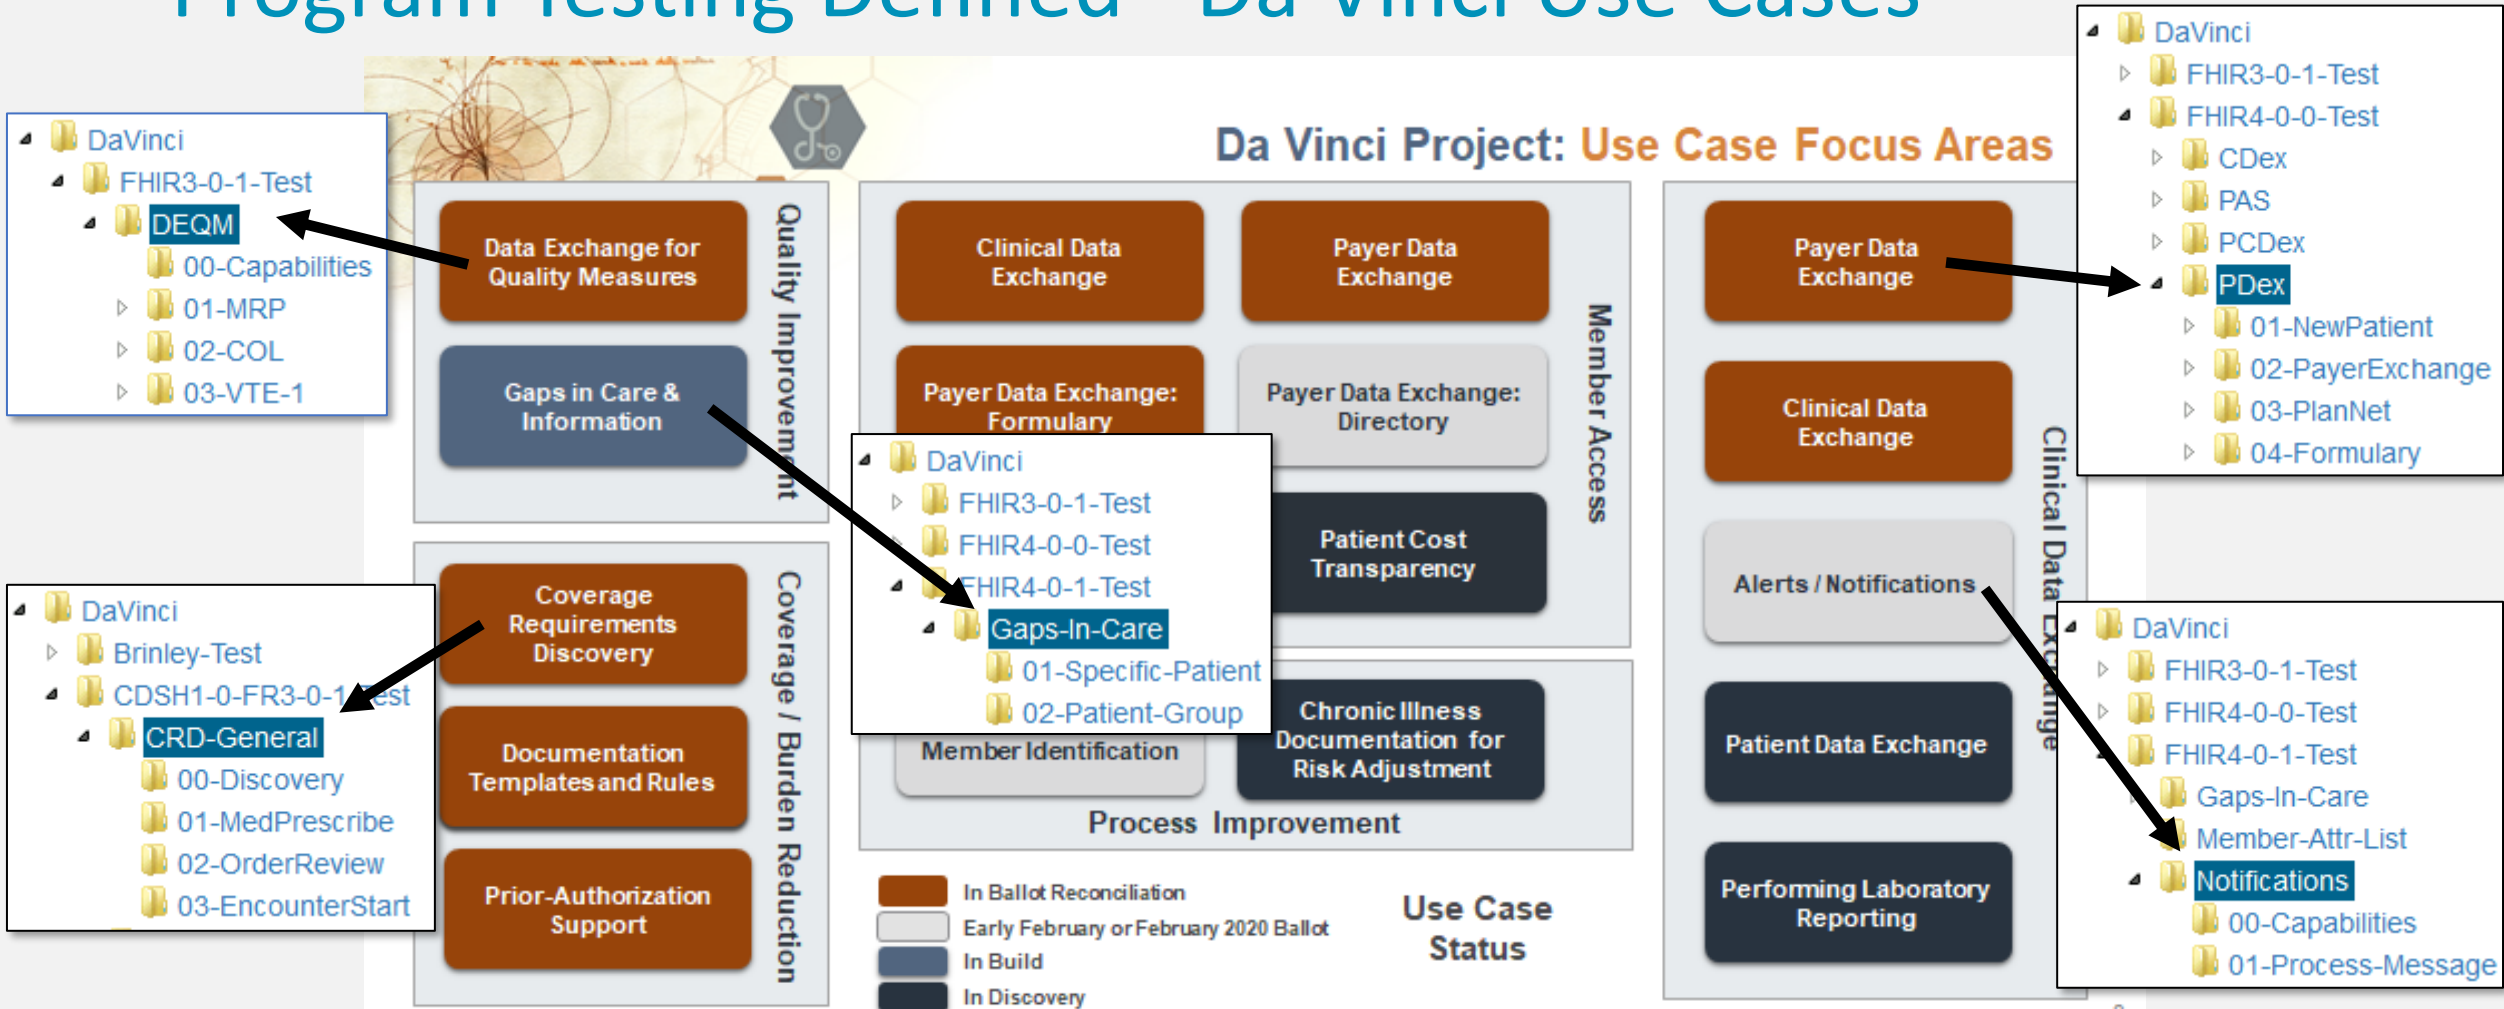 Program Testing Defined - Da Vinci Use Cases
Da Vinci Project: Use Case Focus Areas
DaVinci
FHIR3-0-1-Test
DEQM
00-Capabilities
01-MRP
02-COL
03-VTE-1
Data Exchange for
Quality Measures
Gaps in Care &
Information
Quality Improvement
DaVinci
Brinley-Test
CDSH1-0-FR3-0-1-Test
CRD-General
00-Discovery
01-MedPrescribe
02-OrderReview
03-EncounterStart
Coverage
Requirements
Discovery
Documentation
Templates and Rules
Prior-Authorization
Support
Coverage / Burden Reduction
Clinical Data
Exchange
Payer Data
Exchange
Payer Data Exchange:
Formulary
Payer Data Exchange:
Directory
Patient Cost
Transparency
Member Access
DaVinci
FHIR3-0-1-Test
FHIR4-0-0-Test
FHIR4-0-1-Test
Gaps-In-Care
01-Specific-Patient
02-Patient-Group
Member Identification
Chronic Illness
Documentation for
Risk Adjustment
Process Improvement
In Ballot Reconciliation
Early February or February 2020 Ballot
In Build
In Discovery
Use Case
Status
Payer Data
Exchange
Clinical Data
Exchange
Alerts / Notifications
Patient Data Exchange
Performing Laboratory
Reporting
Clinical Data Exchange
DaVinci
FHIR3-0-1-Test
FHIR4-0-0-Test
CDex
PAS
PCDex
PDex
01-NewPatient
02-PayerExchange
03-PlanNet
04-Formulary
DaVinci
FHIR3-0-1-Test
FHIR4-0-0-Test
FHIR4-0-1-Test
Gaps-In-Care
Member-Attr-List
Notifications
00-Capabilities
01-Process-Message